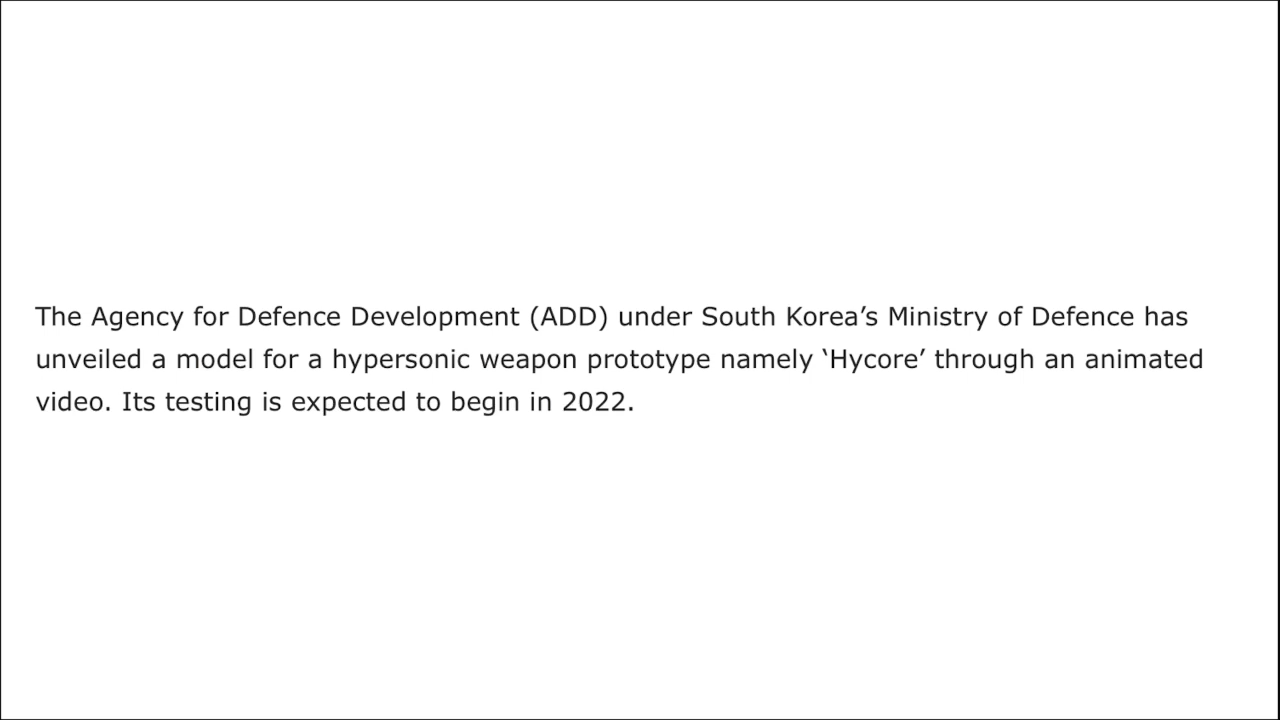 The Agency for Defence Development (ADD) under South Korea’s Ministry of Defence has
unveiled a model for a hypersonic weapon prototype namely ‘Hycore’ through an animated
video. Its testing is expected to begin in 2022.